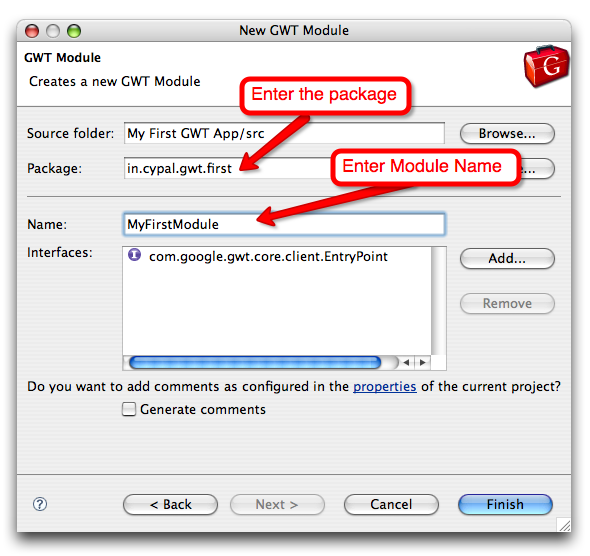 New GWT Module
GWT Module
Creates a new GWT Module
G
Enter the package
Source folder: My First GWT App/src Browse...
Package: in.cypal.gwt.first
Enter Module Name
Name: MyFirstModule
Interfaces: I com.google.gwt.core.client.EntryPoint Add...
Remove
Do you want to add comments as configured in the properties of the current project?
Generate comments
? < Back Next > Cancel Finish